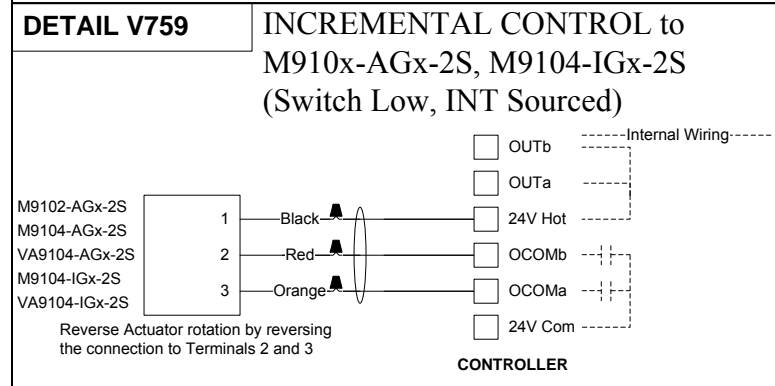 DETAIL V759
INCREMENTAL CONTROL to
M910x-AGx-2S, M9104-IGx-2S
(Switch Low, INT Sourced)
Internal Wiring
OUTb
OUTa
M9102-AGx-2S
M9104-AGx-2S
VA9104-AGx-2S
M9104-IGx-2S
VA9104-IGx-2S
1 Black 24V Hot
2 Red OCOMb
3 Orange OCOMa
24V Com
Reverse Actuator rotation by reversing
the connection to Terminals 2 and 3
CONTROLLER